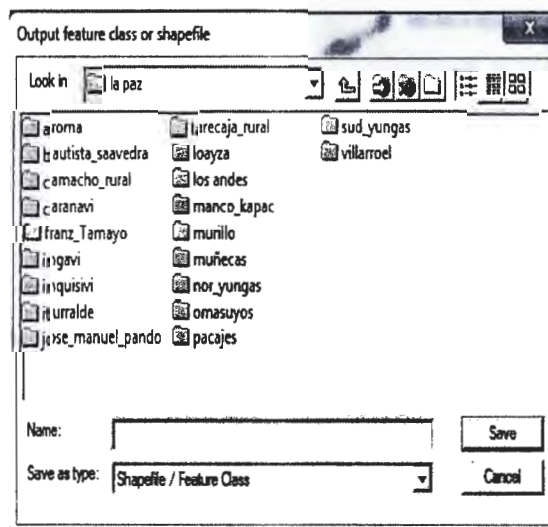 Output feature class or shapefile
Look in la paz
aroma
bautista_saavedra
camacho_rural
caranavi
franz_Tamayo
ingavi
inquisivi
iturralde
jose_manuel_pando
larecaja_rural
loayza
los andes
manco_kapac
murillo
muñecas
nor_yungas
omasuyos
pacajes
sud_yungas
villarroel
Name:
Save
Save as type: Shapefile / Feature Class
Cancel